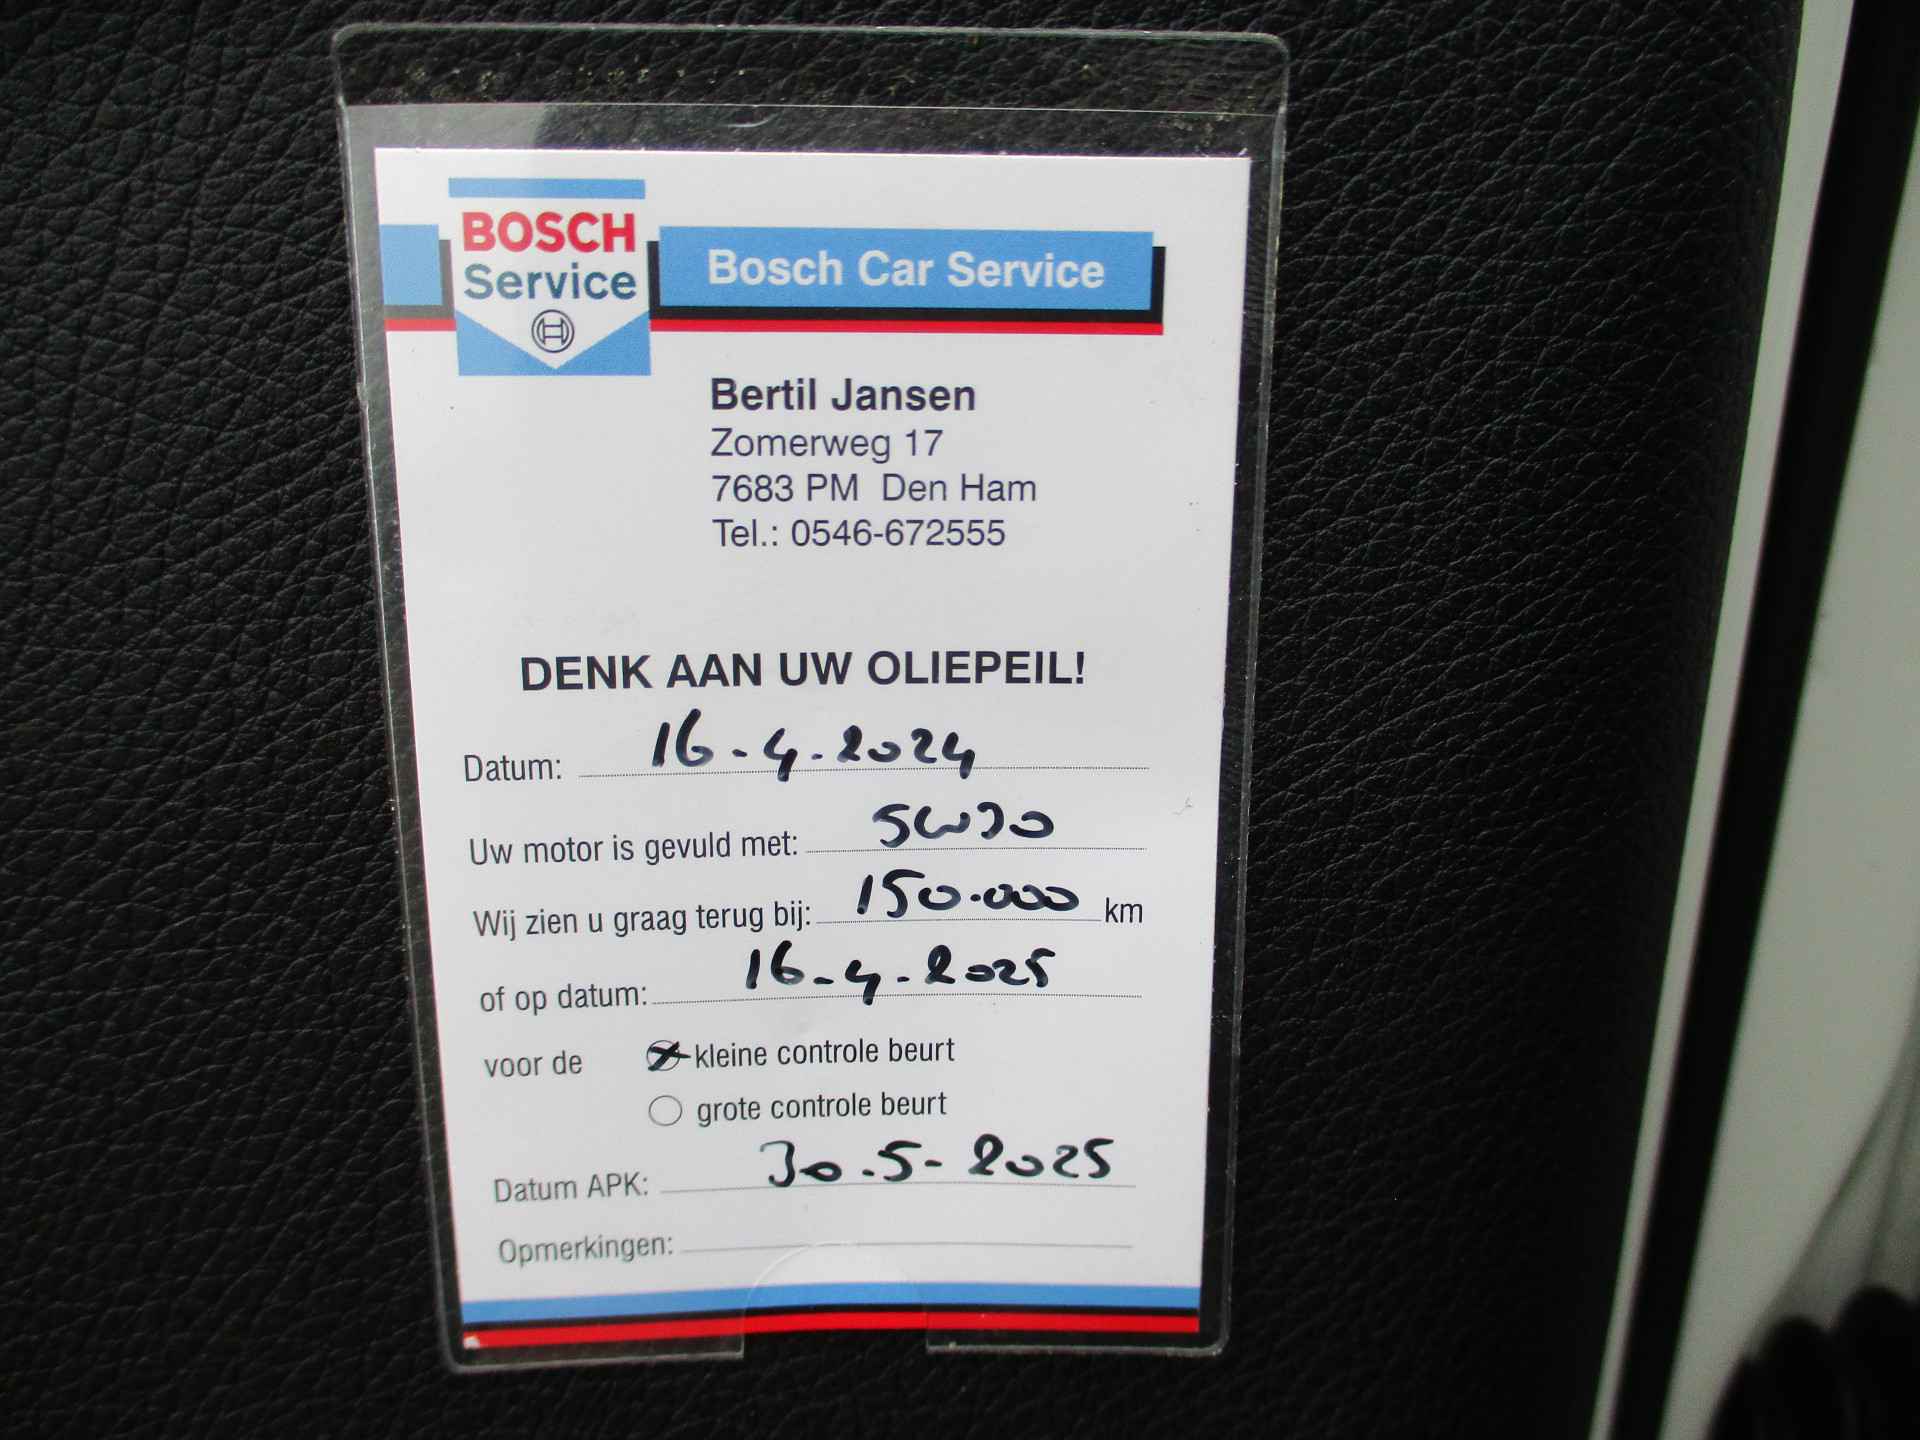 BOSCH
Service
Bosch Car Service
Bertil Jansen
Zomerweg 17
7683 PM Den Ham
Tel.: 0546-672555
DENK AAN UW OLIEPEIL!
Datum: 16-4-2024
Uw motor is gevuld met: 5W30
Wij zien u graag terug bij: 150.000 km
of op datum: 16-4-2025
voor de kleine controle beurt
grote controle beurt
Datum APK: 30-5-2025
Opmerkingen: